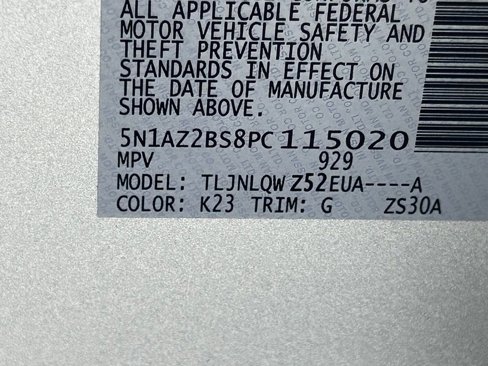 ALL APPLICABLE FEDERAL
MOTOR VEHICLE SAFETY AND
THEFT PREVENTION
STANDARDS IN EFFECT ON
THE DATE OF MANUFACTURE
SHOWN ABOVE.
5N1AZ2BS8PC115020
MPV 929
MODEL: TLJNLQW Z52EUA----A
COLOR: K23 TRIM: G ZS30A